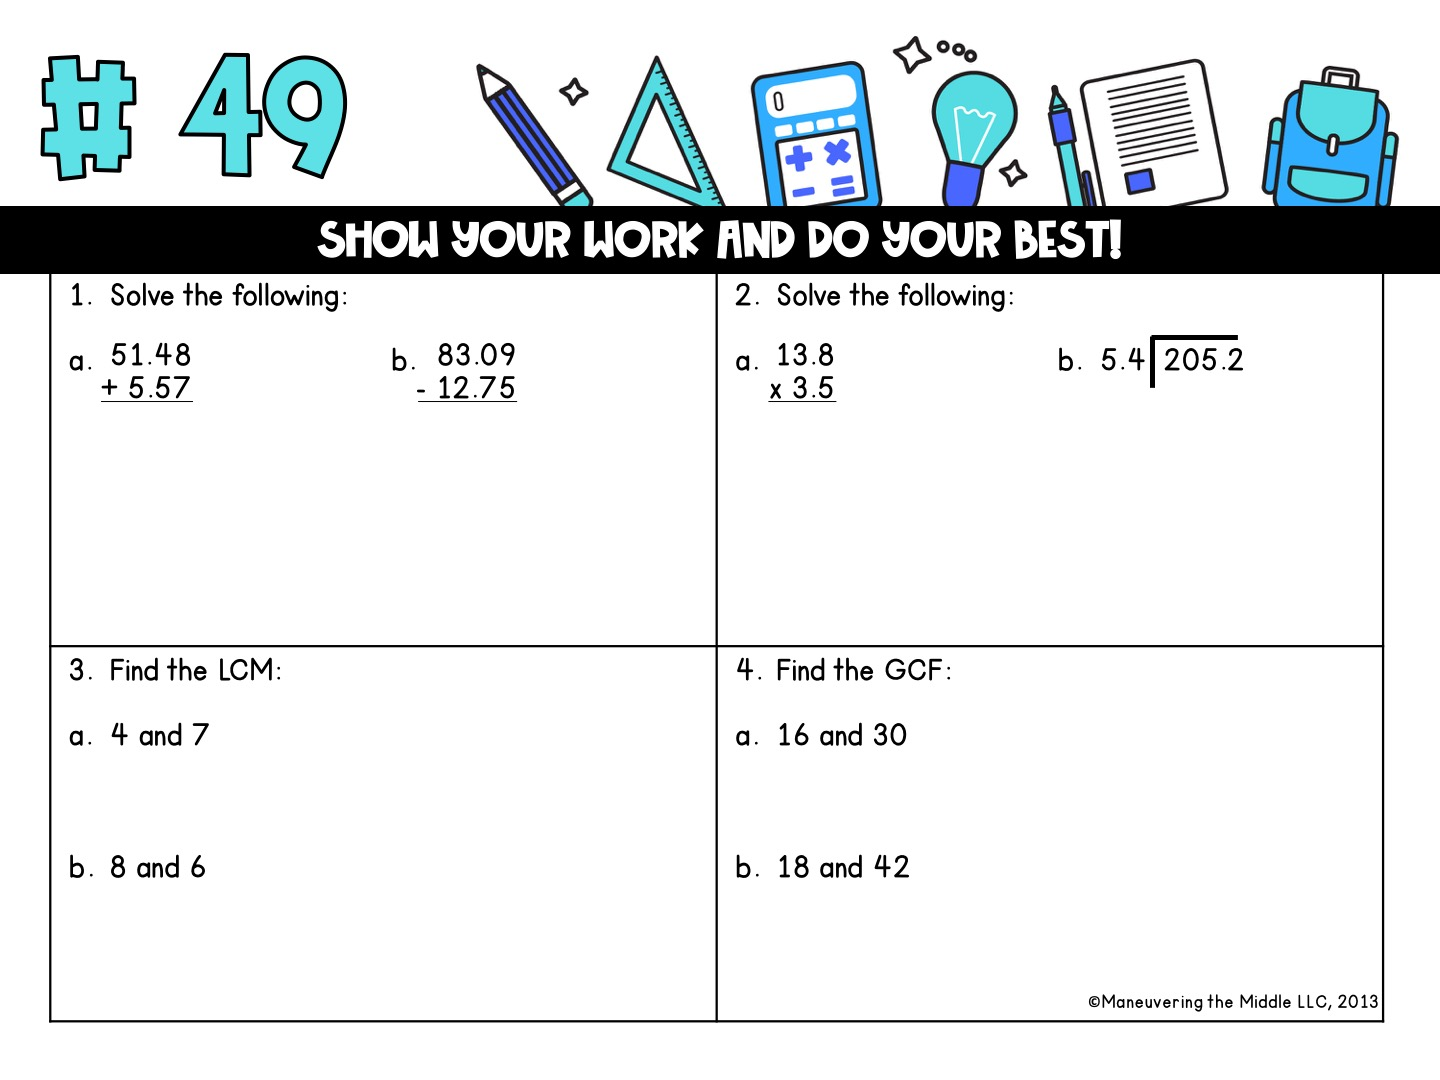 # 49
0
SHOW YOUR WORK AND DO YOUR BEST!
1. Solve the following:
a. 51.48
+ 5.57
b. 83.09
- 12.75
2. Solve the following:
a. 13.8
x 3.5
b. 5.4 205.2
3. Find the LCM:
a. 4 and 7
b. 8 and 6
4. Find the GCF:
a. 16 and 30
b. 18 and 42
©Maneuvering the Middle LLC, 2013